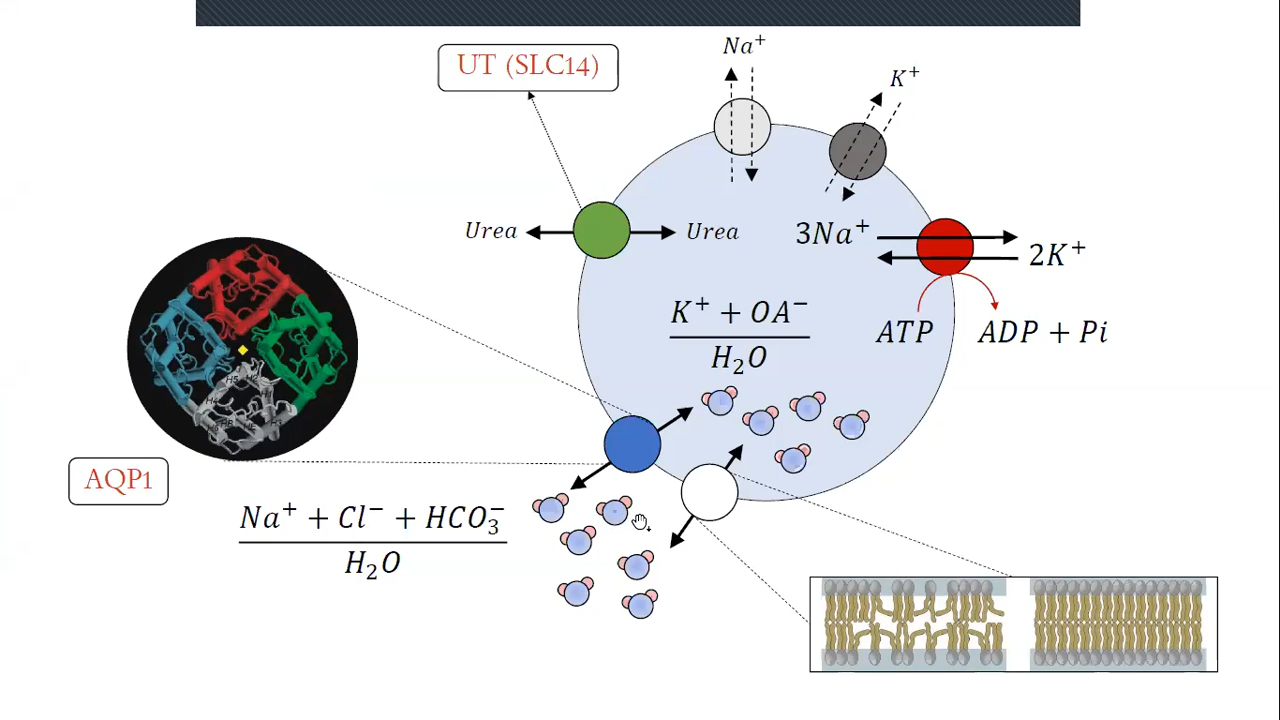 UT (SLC14)
Na⁺
K⁺
Urea
Urea
3Na⁺
2K⁺
ATP
ADP + Pi
K⁺ + OA⁻
H₂O
AQP1
Na⁺ + Cl⁻ + HCO₃⁻
H₂O